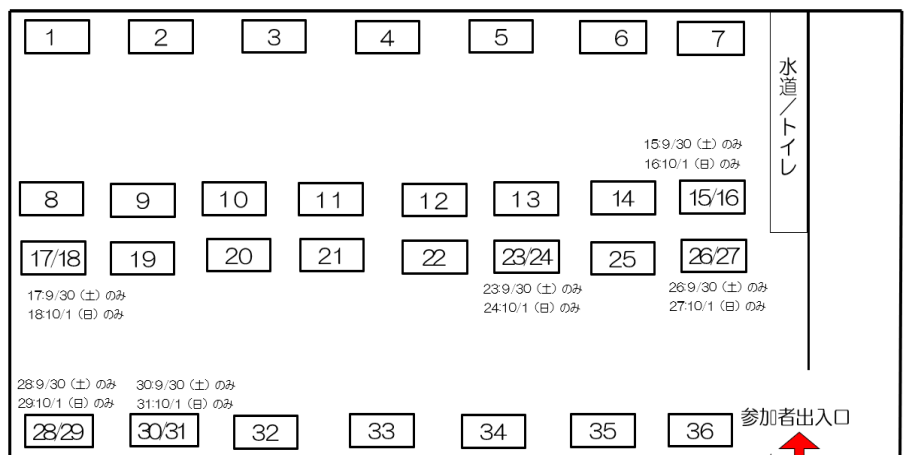 1 2 3 4 5 6 7
水道／トイレ
15:9/30（土）のみ
16:10/1（日）のみ
8 9 10 11 12 13 14 15/16
17/18 19 20 21 22 23/24 25 26/27
17:9/30（土）のみ
18:10/1（日）のみ
23:9/30（土）のみ
24:10/1（日）のみ
26:9/30（土）のみ
27:10/1（日）のみ
28:9/30（土）のみ
29:10/1（日）のみ
30:9/30（土）のみ
31:10/1（日）のみ
28/29 30/31 32 33 34 35 36
参加者出入口